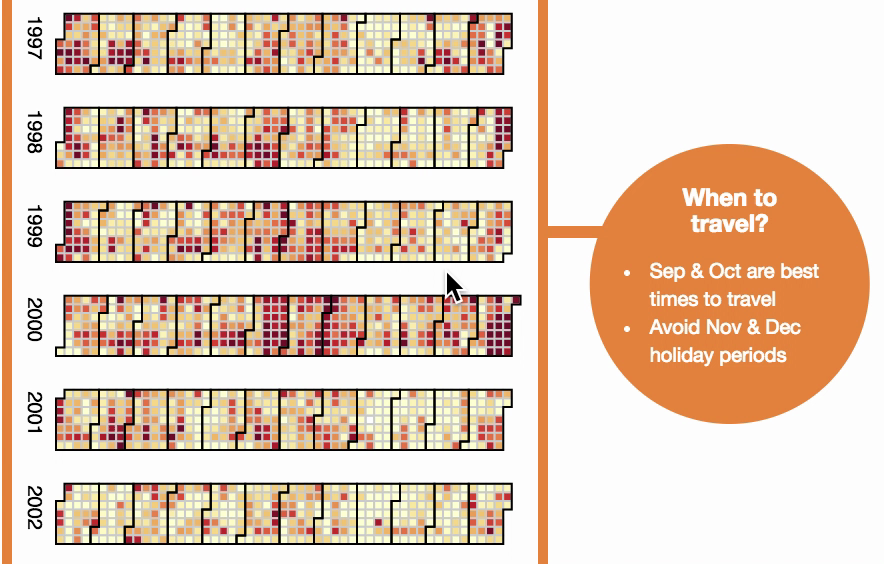 1997
1998
1999
2000
2001
2002
When to
travel?
• Sep & Oct are best
times to travel
• Avoid Nov & Dec
holiday periods